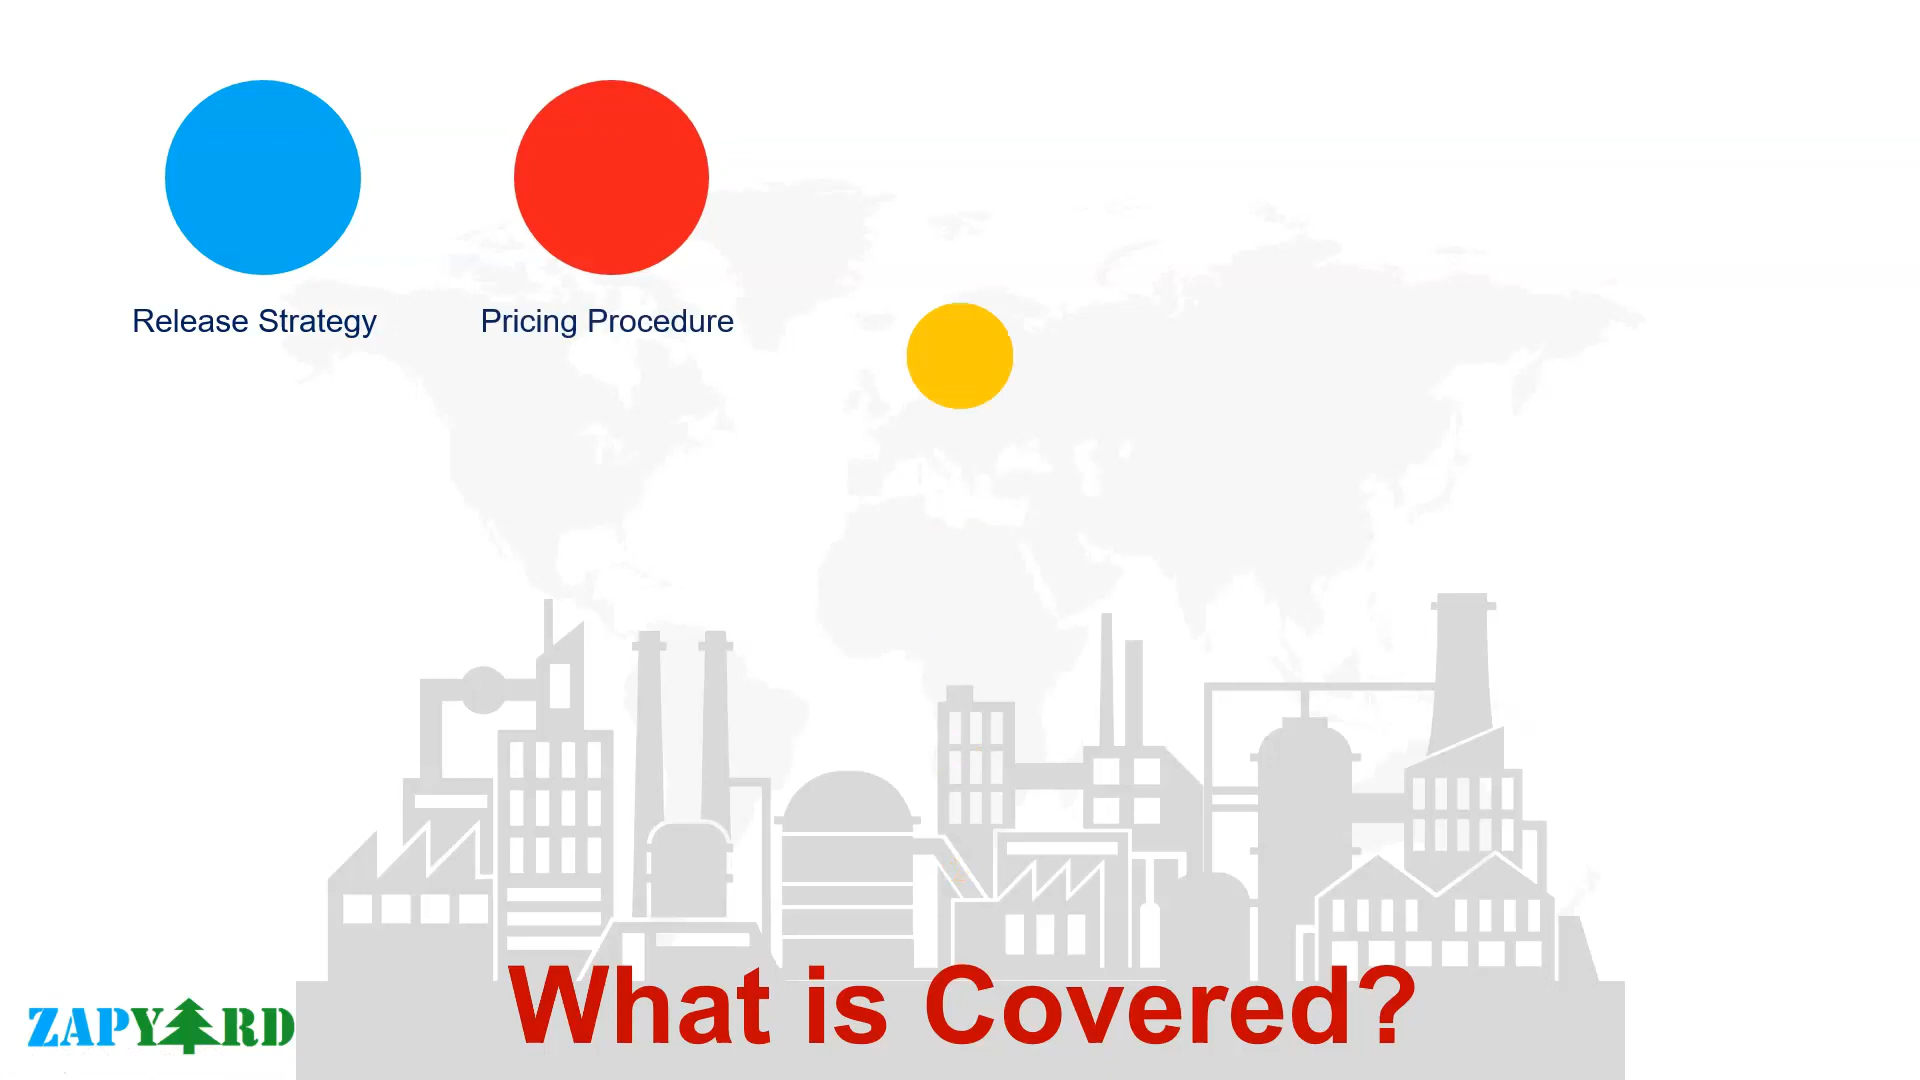 Release Strategy
Pricing Procedure
What is Covered?
ZAPYARD